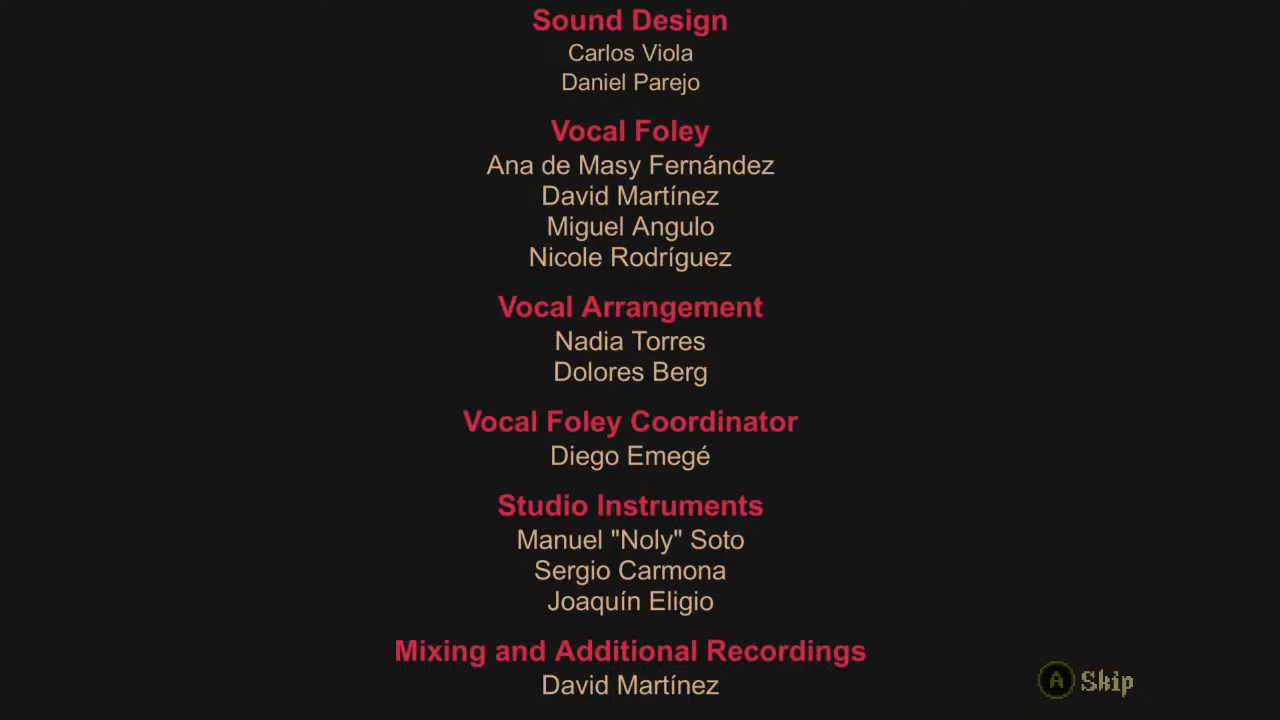 Sound Design
Carlos Viola
Daniel Parejo
Vocal Foley
Ana de Masy Fernández
David Martínez
Miguel Angulo
Nicole Rodríguez
Vocal Arrangement
Nadia Torres
Dolores Berg
Vocal Foley Coordinator
Diego Emegé
Studio Instruments
Manuel "Noly" Soto
Sergio Carmona
Joaquín Eligio
Mixing and Additional Recordings
David Martínez
A Skip